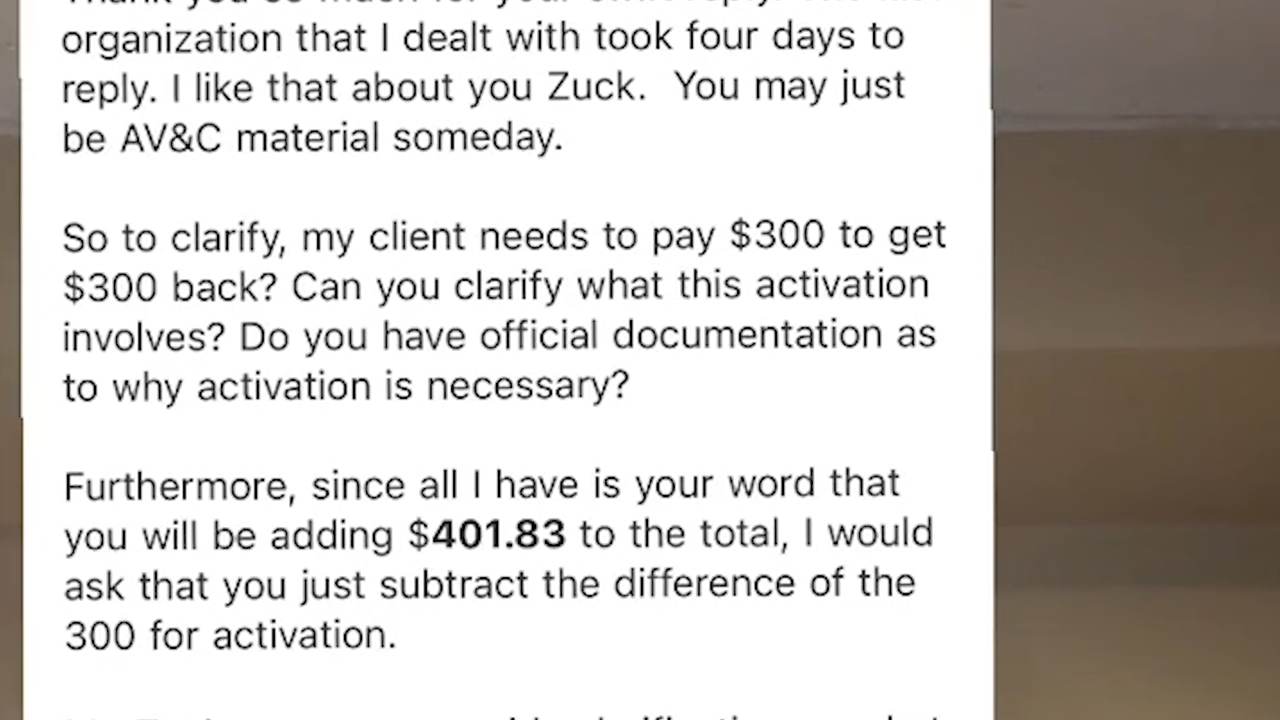 organization that I dealt with took four days to
reply. I like that about you Zuck.  You may just
be AV&C material someday.
So to clarify, my client needs to pay $300 to get
$300 back? Can you clarify what this activation
involves? Do you have official documentation as
to why activation is necessary?
Furthermore, since all I have is your word that
you will be adding $401.83 to the total, I would
ask that you just subtract the difference of the
300 for activation.